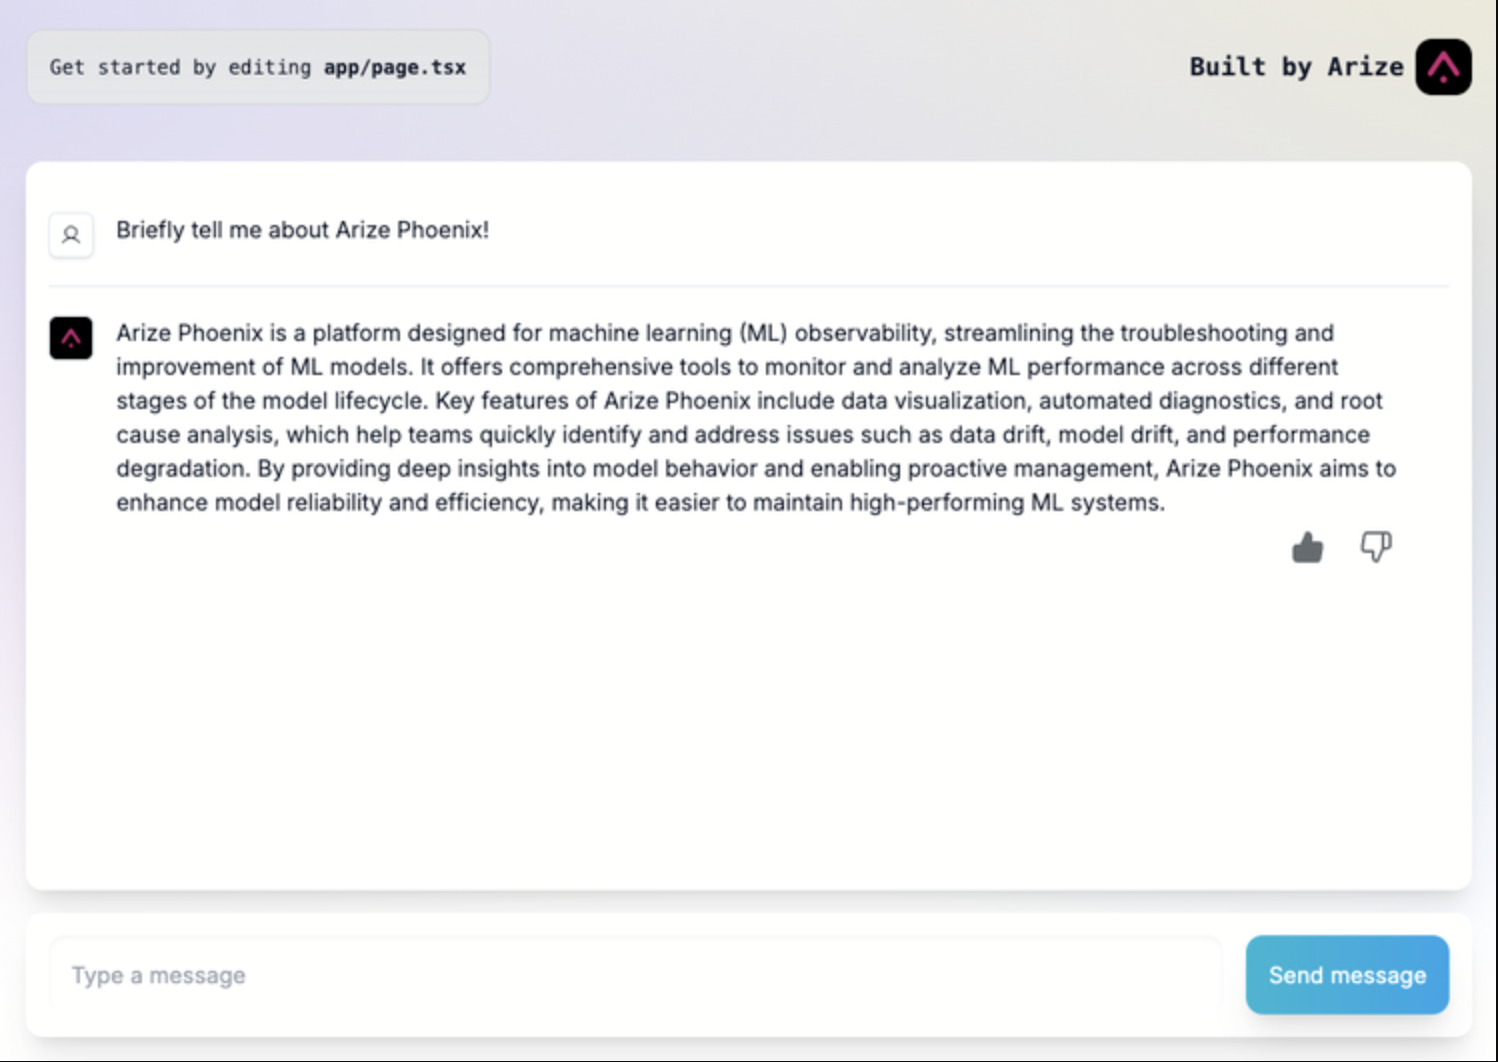 Get started by editing app/page.tsx
Built by Arize
Briefly tell me about Arize Phoenix!
Arize Phoenix is a platform designed for machine learning (ML) observability, streamlining the troubleshooting and
improvement of ML models. It offers comprehensive tools to monitor and analyze ML performance across different
stages of the model lifecycle. Key features of Arize Phoenix include data visualization, automated diagnostics, and root
cause analysis, which help teams quickly identify and address issues such as data drift, model drift, and performance
degradation. By providing deep insights into model behavior and enabling proactive management, Arize Phoenix aims to
enhance model reliability and efficiency, making it easier to maintain high-performing ML systems.
Type a message
Send message